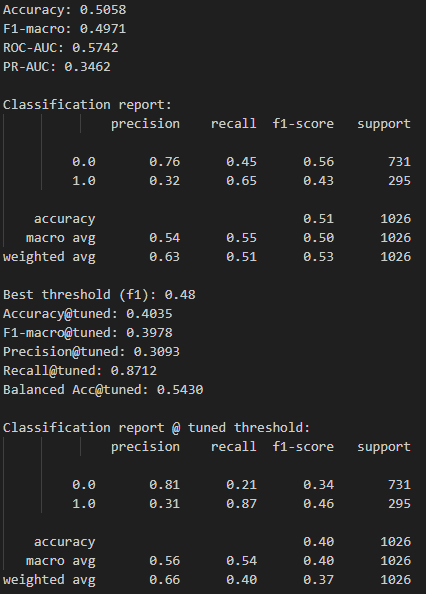 Accuracy: 0.5058
F1-macro: 0.4971
ROC-AUC: 0.5742
PR-AUC: 0.3462
Classification report:
precision recall f1-score support
0.0 0.76 0.45 0.56 731
1.0 0.32 0.65 0.43 295
accuracy 0.51 1026
macro avg 0.54 0.55 0.50 1026
weighted avg 0.63 0.51 0.53 1026
Best threshold (f1): 0.48
Accuracy@tuned: 0.4035
F1-macro@tuned: 0.3978
Precision@tuned: 0.3093
Recall@tuned: 0.8712
Balanced Acc@tuned: 0.5430
Classification report @ tuned threshold:
precision recall f1-score support
0.0 0.81 0.21 0.34 731
1.0 0.31 0.87 0.46 295
accuracy 0.40 1026
macro avg 0.56 0.54 0.40 1026
weighted avg 0.66 0.40 0.37 1026